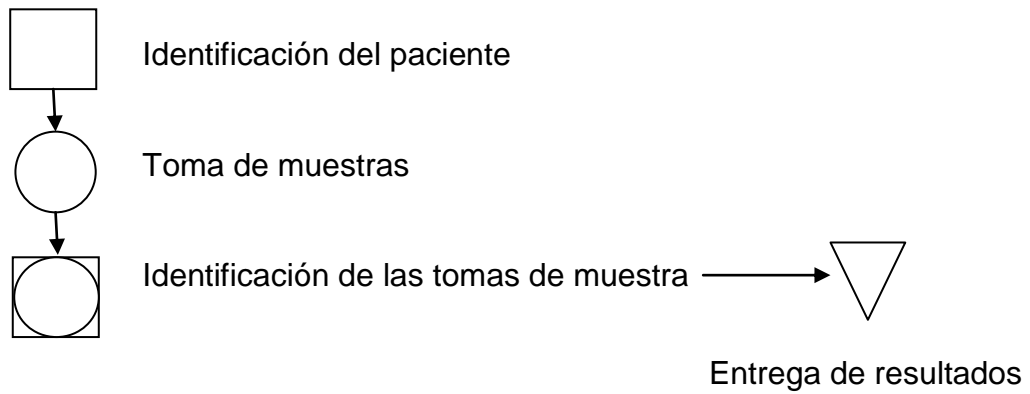 Identificación del paciente
Toma de muestras
Identificación de las tomas de muestra
Entrega de resultados